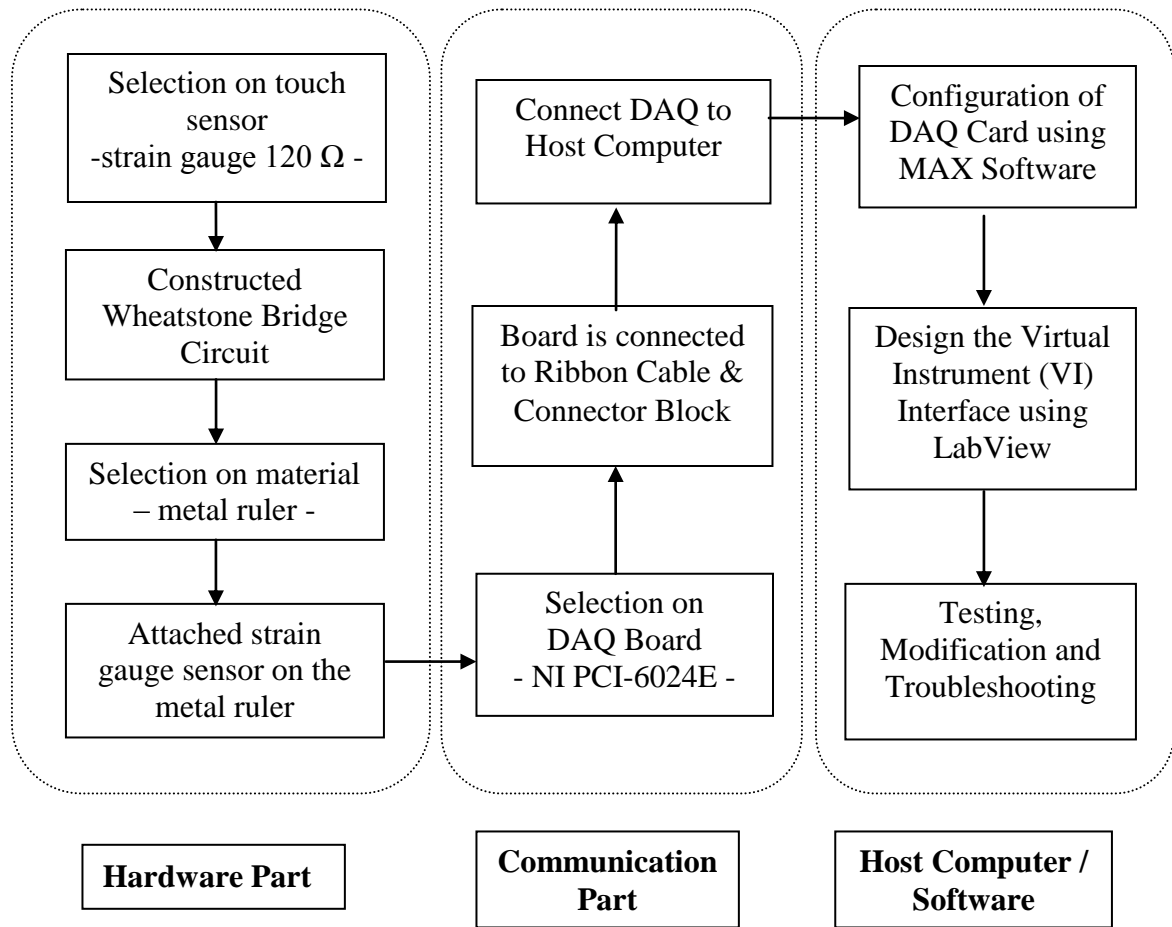 Selection on touch
sensor
-strain gauge 120 Ω -
Constructed
Wheatstone Bridge
Circuit
Selection on material
– metal ruler -
Attached strain
gauge sensor on the
metal ruler
Hardware Part
Connect DAQ to
Host Computer
Board is connected
to Ribbon Cable &
Connector Block
Selection on
DAQ Board
- NI PCI-6024E -
Communication
Part
Configuration of
DAQ Card using
MAX Software
Design the Virtual
Instrument (VI)
Interface using
LabView
Testing,
Modification and
Troubleshooting
Host Computer /
Software